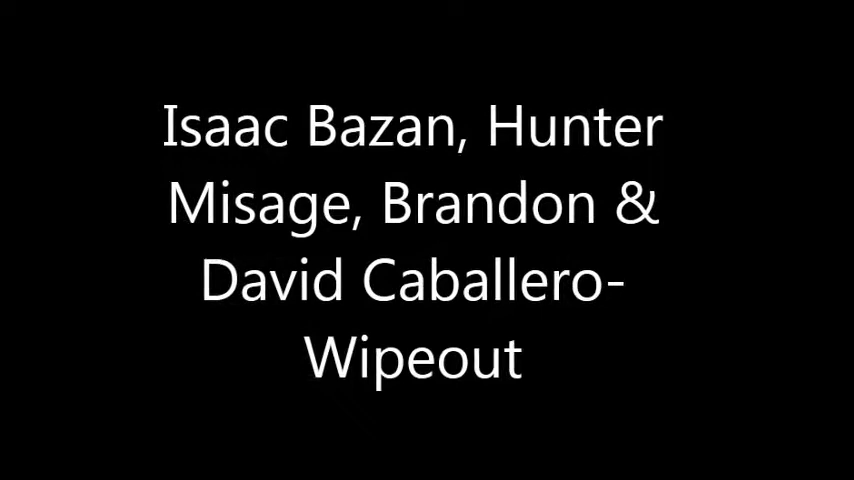 Isaac Bazan, Hunter
Misage, Brandon &
David Caballero-
Wipeout